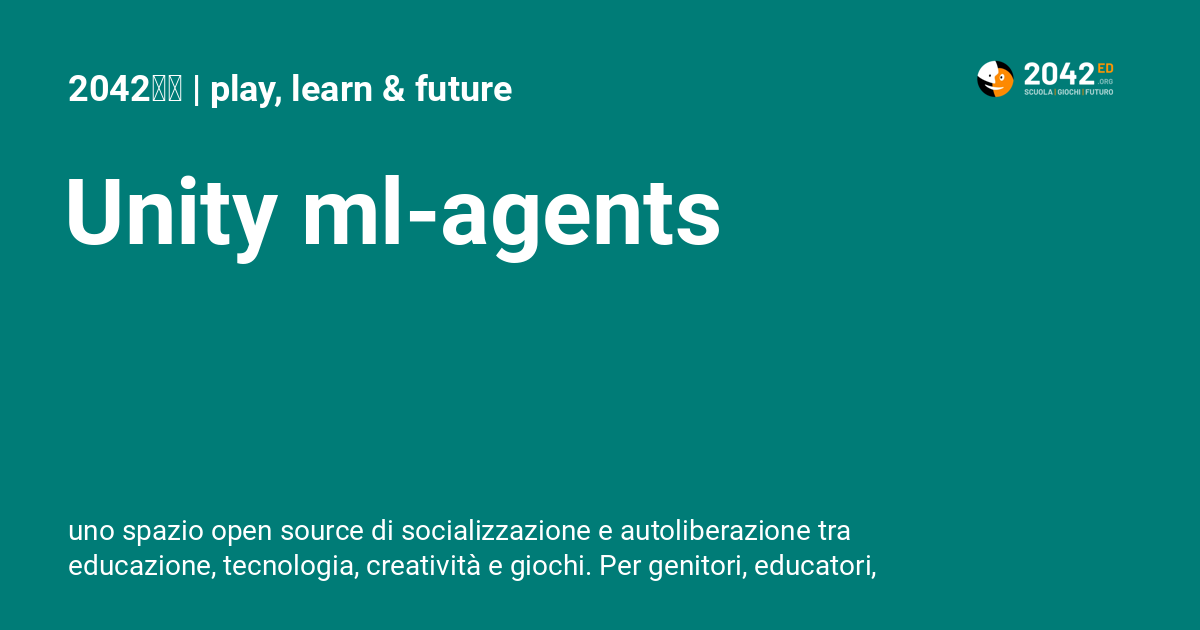 2042 | play, learn & future
2042 ED
.ORG
SCUOLA | GIOCHI | FUTURO
Unity ml-agents
uno spazio open source di socializzazione e autoliberazione tra
educazione, tecnologia, creatività e giochi. Per genitori, educatori,